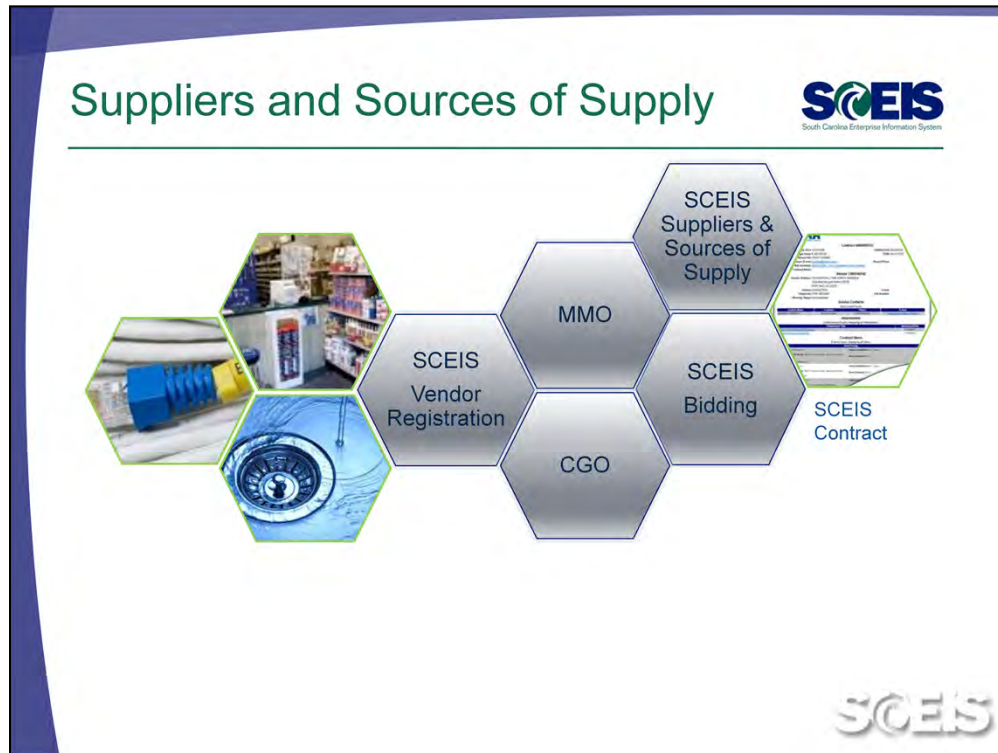 Suppliers and Sources of Supply
SCEIS
South Carolina Enterprise Information System
SCEIS
Suppliers &
Sources of
Supply
MMO
SCEIS
Vendor
Registration
SCEIS
Bidding
CGO
SCEIS
Contract
SCEIS